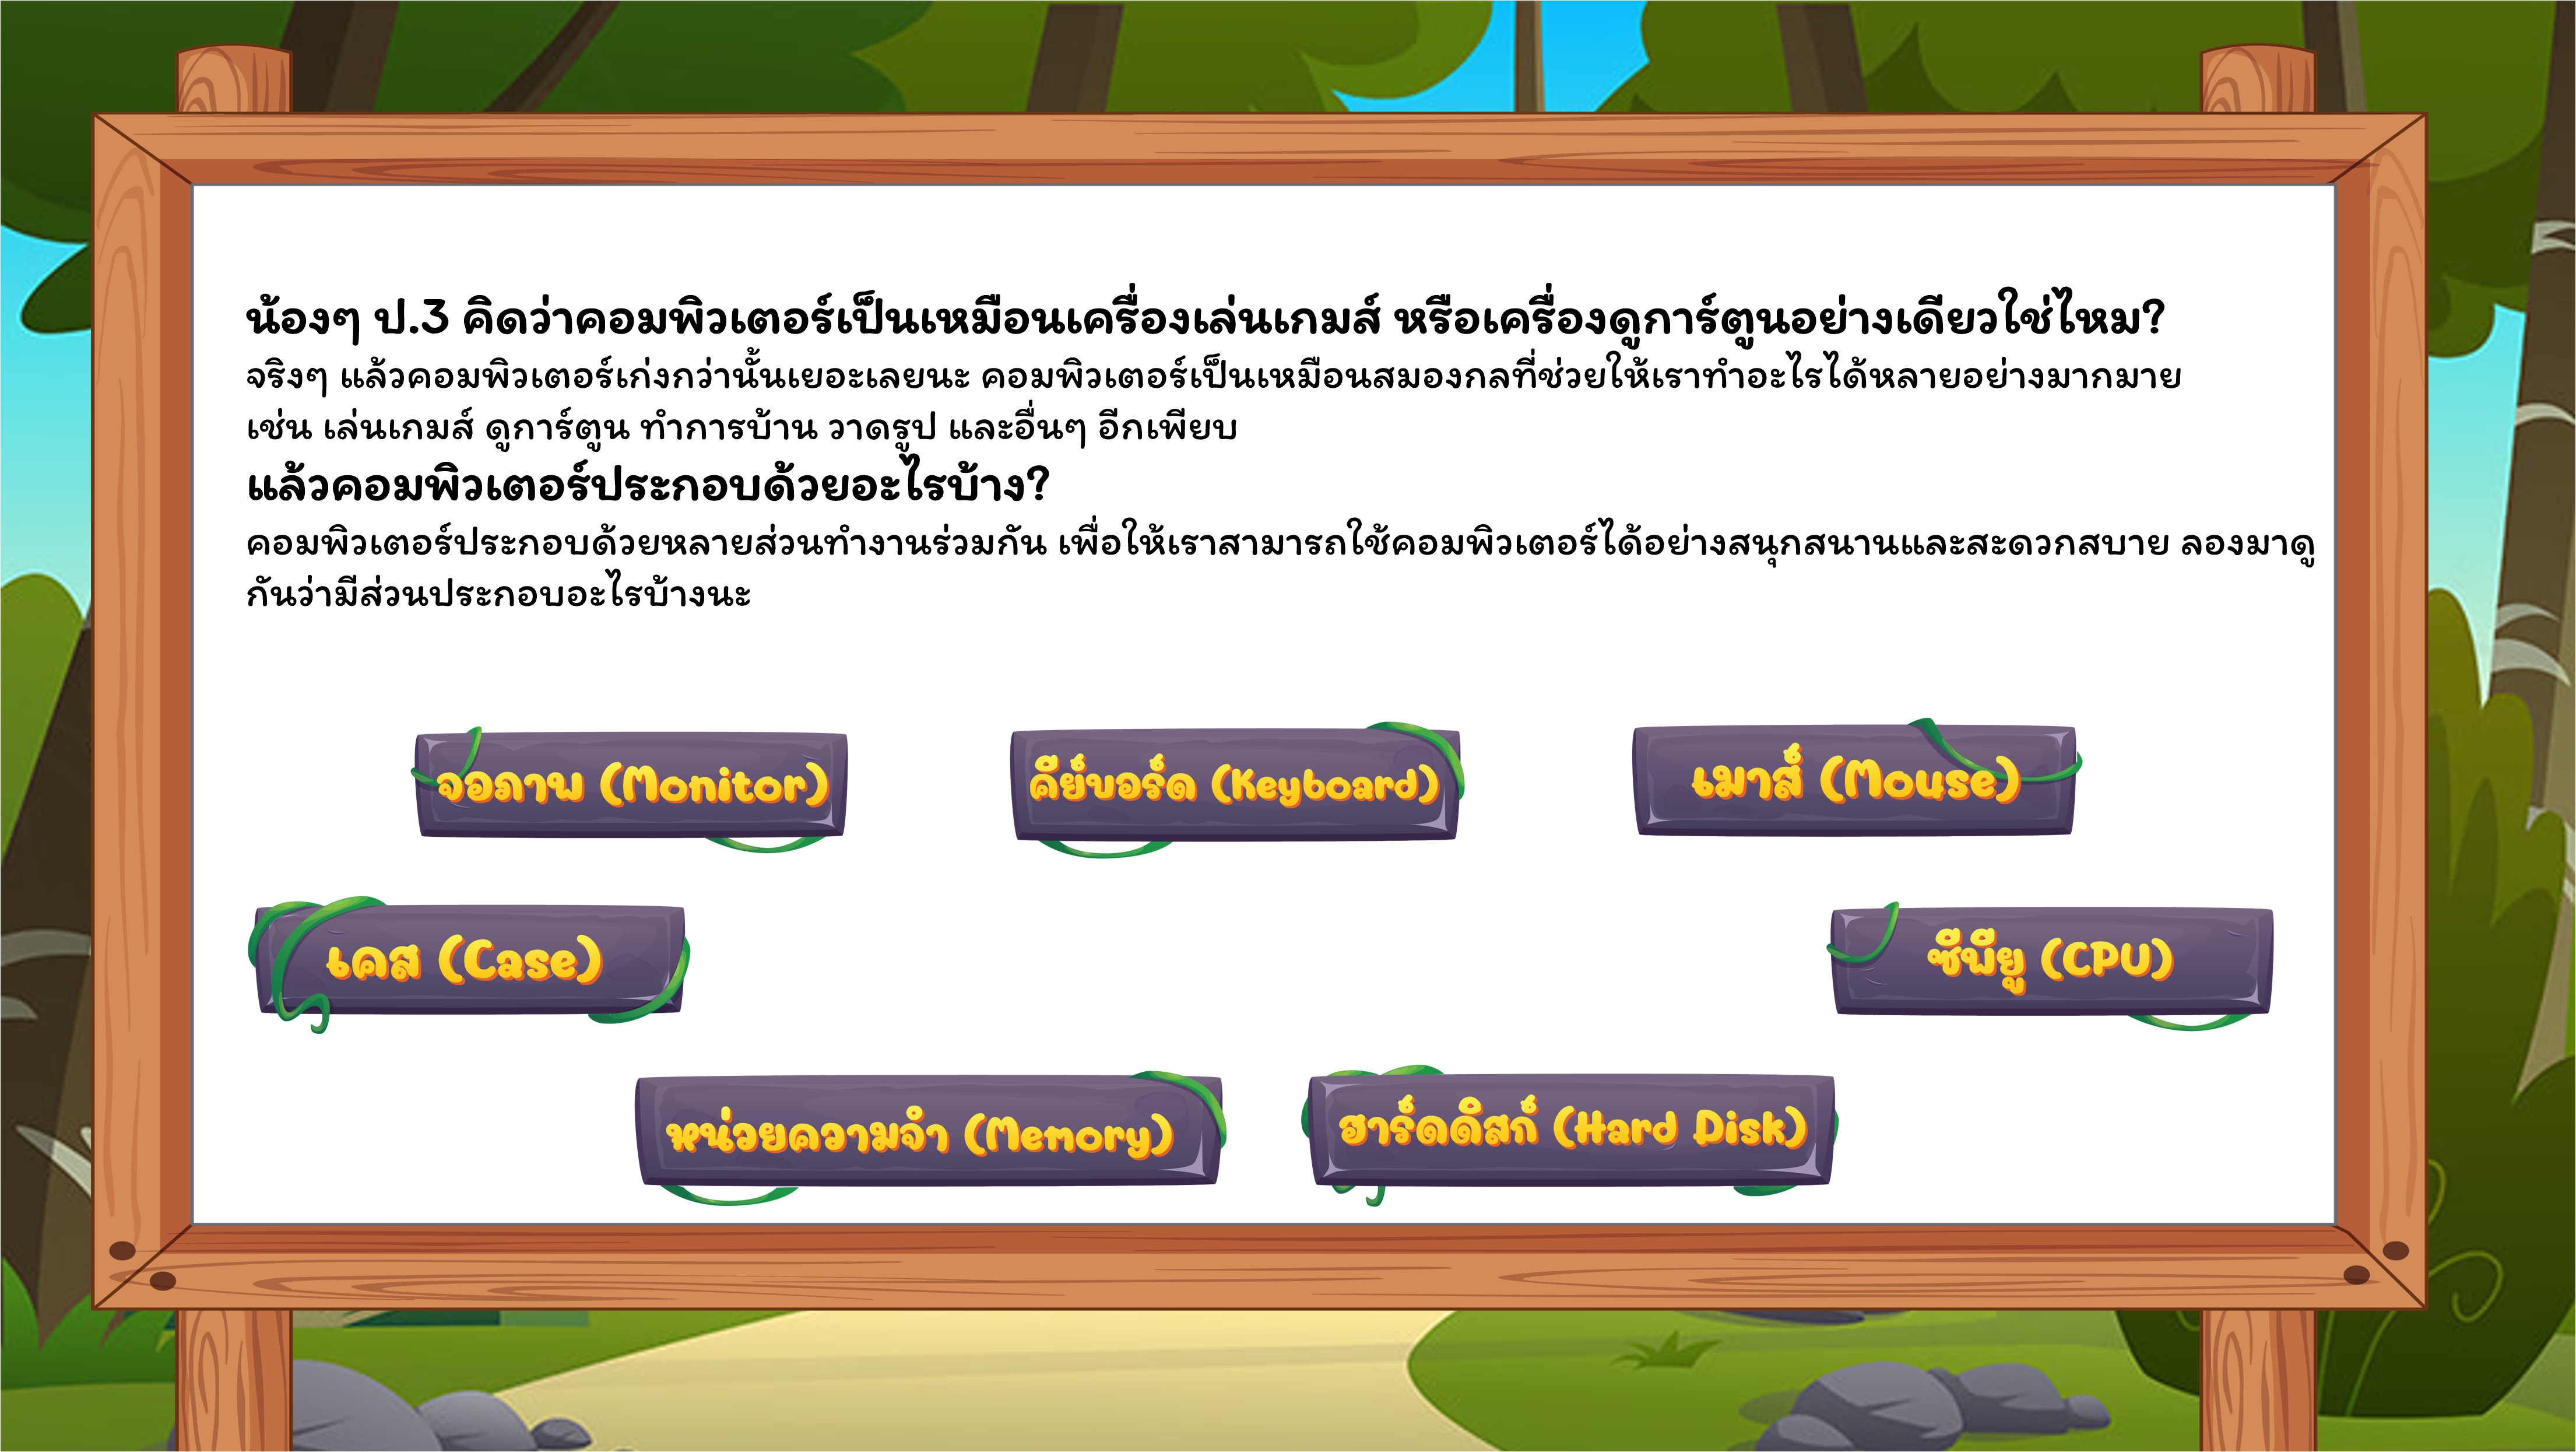 น้องๆ ป.3 คิดว่าคอมพิวเตอร์เป็นเหมือนเครื่องเล่นเกมส์ หรือเครื่องดูการ์ตูนอย่างเดียวใช่ไหม?
จริงๆ แล้วคอมพิวเตอร์เก่งกว่านั้นเยอะเลยนะ คอมพิวเตอร์เป็นเหมือนสมองกลที่ช่วยให้เราทำอะไรได้หลายอย่างมากมาย
เช่น เล่นเกมส์ ดูการ์ตูน ทำการบ้าน วาดรูป และอื่นๆ อีกเพียบ
แล้วคอมพิวเตอร์ประกอบด้วยอะไรบ้าง?
คอมพิวเตอร์ประกอบด้วยหลายส่วนทำงานร่วมกัน เพื่อให้เราสามารถใช้คอมพิวเตอร์ได้อย่างสนุกสนานและสะดวกสบาย ลองมาดู
กันว่ามีส่วนประกอบอะไรบ้างนะ
จอภาพ (Monitor)
คีย์บอร์ด (Keyboard)
เมาส์ (Mouse)
เคส (Case)
ซีพียู (CPU)
หน่วยความจำ (Memory)
ฮาร์ดดิสก์ (Hard Disk)